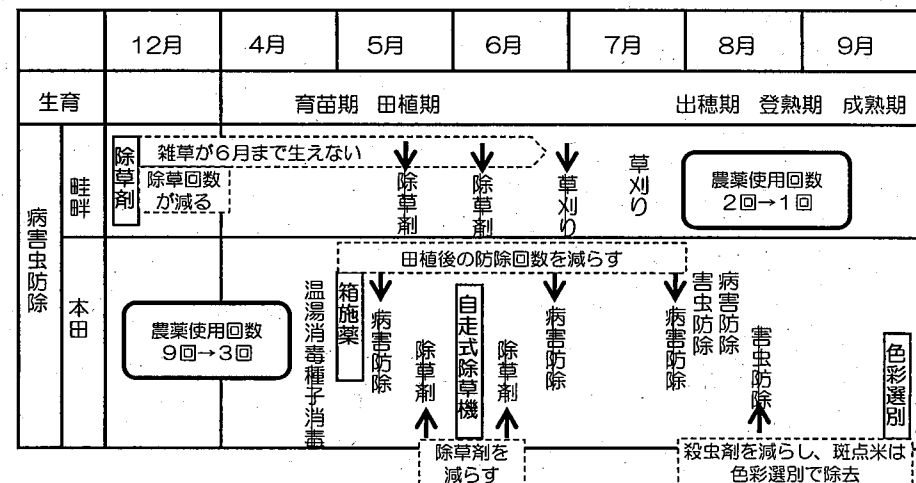 12月 4月 5月 6月 7月 8月 9月
生育 育苗期 田植期 出穂期 登熟期 成熟期
病害虫防除
畦畔
除草剤
雑草が6月まで生えない
除草回数
が減る
除草剤
除草剤
草刈り
草刈り
農薬使用回数
2回→1回
本田
田植後の防除回数を減らす
農薬使用回数
9回→3回
温湯消毒種子消毒
箱施薬
病害防除
除草剤
自走式除草機
除草剤
病害防除
病害防除
害虫防除
病害防除
害虫防除
色彩選別
除草剤を
減らす
殺虫剤を減らし、斑点米は
色彩選別で除去